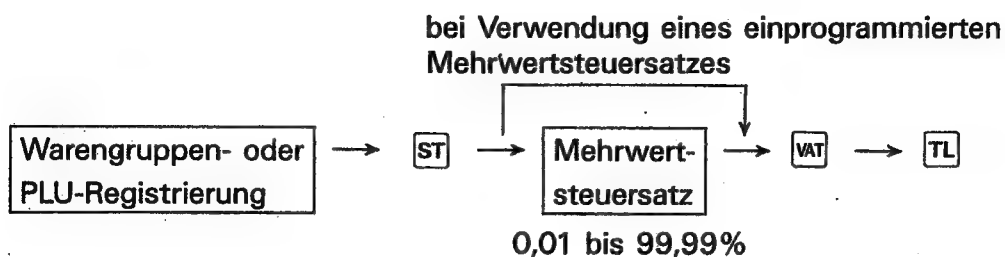 bei Verwendung eines einprogrammierten
Mehrwertsteuersatzes
Warengruppen- oder
PLU-Registrierung
ST
Mehrwert-
steuersatz
VAT
TL
0,01 bis 99,99%